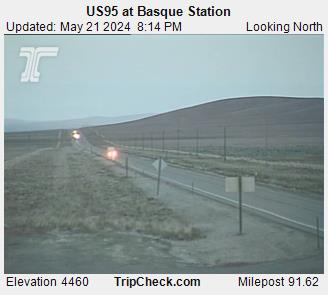 US95 at Basque Station
Updated: May 21 2024 8:14 PM Looking North
Elevation 4460 TripCheck.com Milepost 91.62